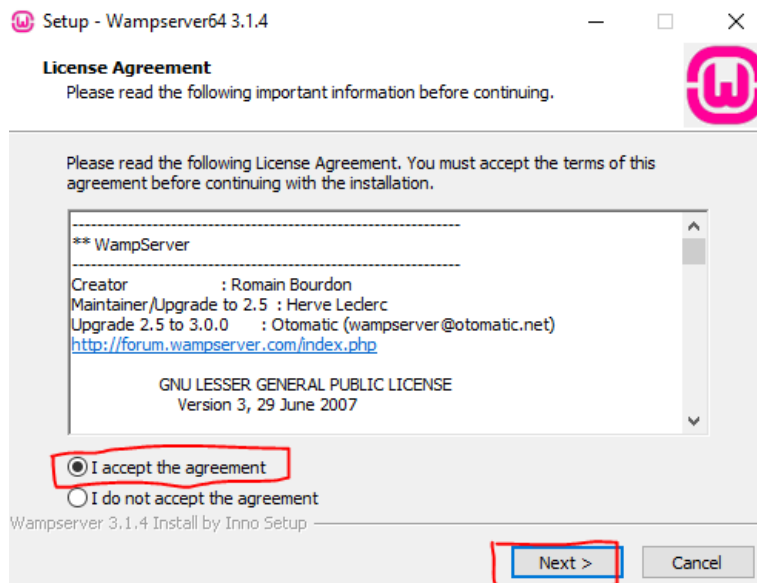 Setup - Wampserver64 3.1.4
License Agreement
Please read the following important information before continuing.
Please read the following License Agreement. You must accept the terms of this
agreement before continuing with the installation.
---------------------------------------------------------------
** WampServer
---------------------------------------------------------------
Creator : Romain Bourdon
Maintainer/Upgrade to 2.5 : Herve Leclerc
Upgrade 2.5 to 3.0.0 : Otomatic (wampserver@otomatic.net)
http://forum.wampserver.com/index.php
GNU LESSER GENERAL PUBLIC LICENSE
Version 3, 29 June 2007
I accept the agreement
I do not accept the agreement
Wampserver 3.1.4 Install by Inno Setup
Next > Cancel